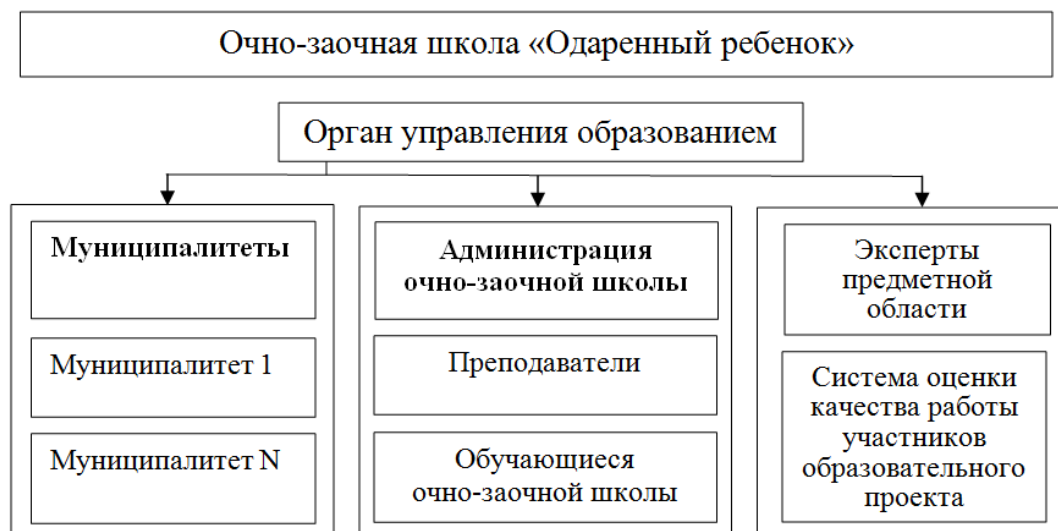 Очно-заочная школа «Одаренный ребенок»
Орган управления образованием
Муниципалитеты
Муниципалитет 1
Муниципалитет N
Администрация
очно-заочной школы
Преподаватели
Обучающиеся
очно-заочной школы
Эксперты
предметной
области
Система оценки
качества работы
участников
образовательного
проекта